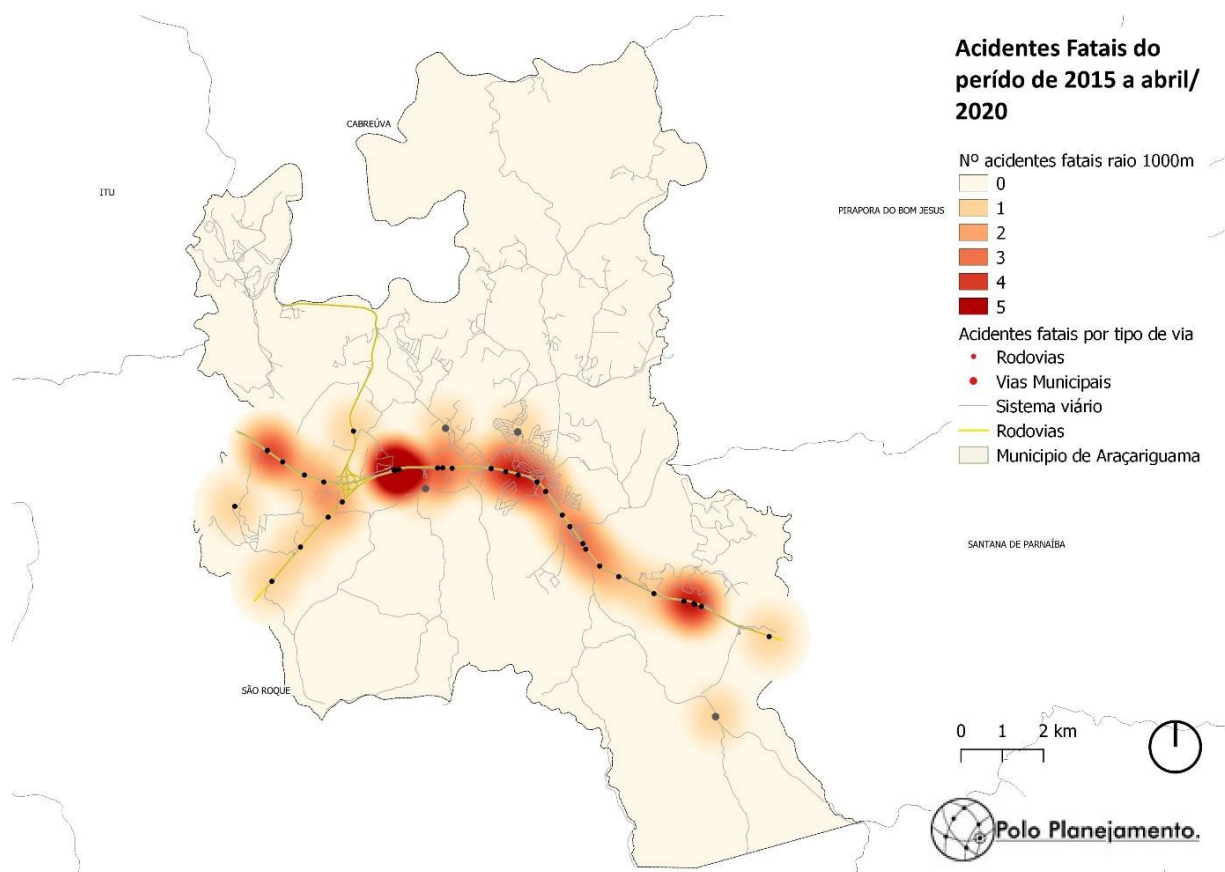 Acidentes Fatais do
perído de 2015 a abril/
2020
CABREÚVA
ITU
PIRAPORA DO BOM JESUS
Nº acidentes fatais raio 1000m
0
1
2
3
4
5
Acidentes fatais por tipo de via
Rodovias
Vias Municipais
Sistema viário
Rodovias
Municipio de Araçariguama
SANTANA DE PARNAÍBA
SÃO ROQUE
0 1 2 km
Polo Planejamento.